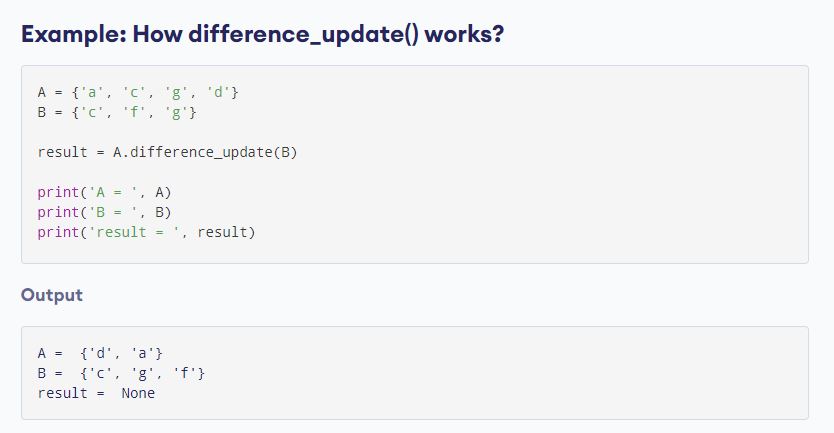 Example: How difference_update() works?
A = {'a', 'c', 'g', 'd'}
B = {'c', 'f', 'g'}
result = A.difference_update(B)
print('A = ', A)
print('B = ', B)
print('result = ', result)
Output
A =  {'d', 'a'}
B =  {'c', 'g', 'f'}
result =  None